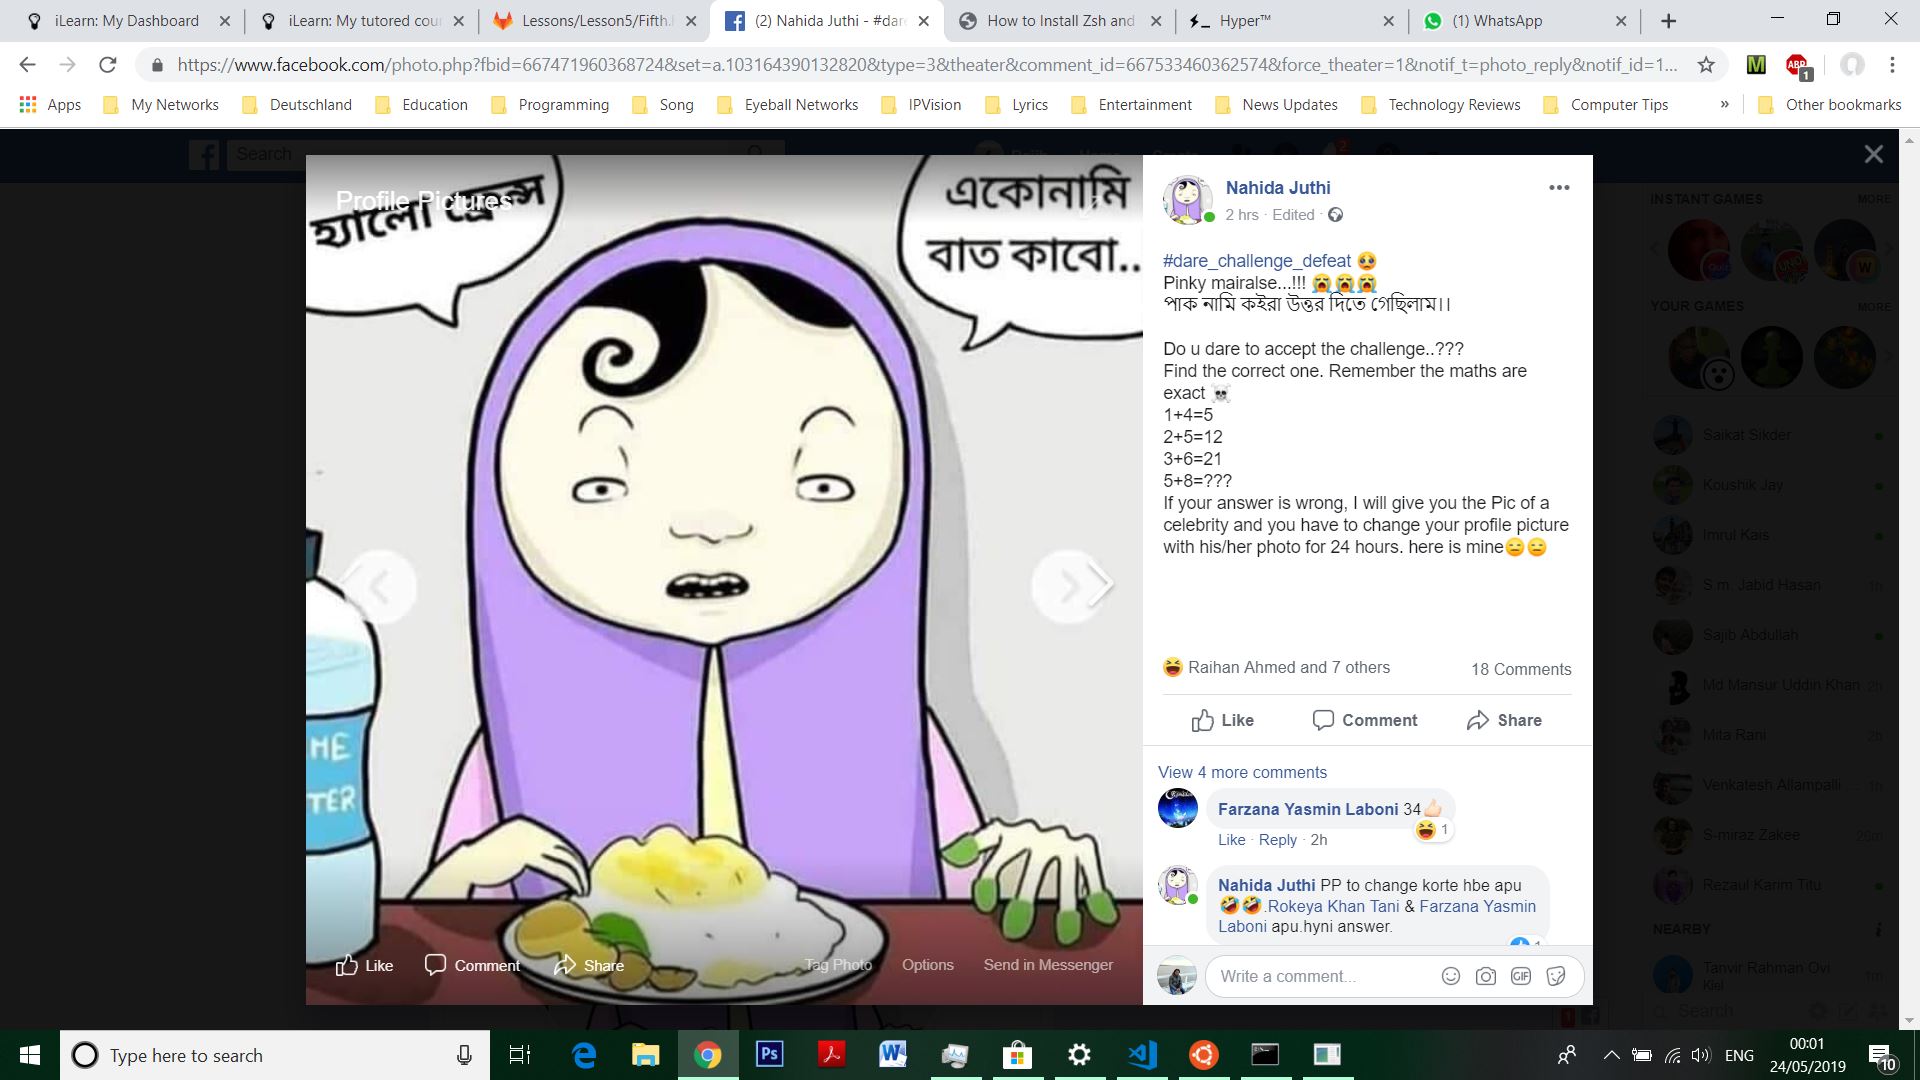 iLearn: My Dashboard
iLearn: My tutored cour
Lessons/Lesson5/Fifth.
(2) Nahida Juthi - #dar
How to Install Zsh and
Hyper™
(1) WhatsApp
https://www.facebook.com/photo.php?fbid=667471960368724&set=a.103164390132820&type=3&theater&comment_id=667533460362574&force_theater=1&notif_t=photo_reply&notif_id=1...
ABP
1
Apps
My Networks
Deutschland
Education
Programming
Song
Eyeball Networks
IPVision
Lyrics
Entertainment
News Updates
Technology Reviews
Computer Tips
»
Other bookmarks
Search
2
Profile Pictures
হ্যালো ফ্রেন্স
একোনামি
বাত কাবো..
HE
TER
Like
Comment
Share
Tag Photo
Options
Send in Messenger
Nahida Juthi
2 hrs · Edited ·
#dare_challenge_defeat 🥺
Pinky mairalse...!!! 😭😭😭
পাক নামি কইরা উত্তর দিতে গেছিলাম।।
Do u dare to accept the challenge..???
Find the correct one. Remember the maths are
exact ☠
1+4=5
2+5=12
3+6=21
5+8=???
If your answer is wrong, I will give you the Pic of a
celebrity and you have to change your profile picture
with his/her photo for 24 hours. here is mine😑😑
Raihan Ahmed and 7 others
18 Comments
Like
Comment
Share
View 4 more comments
Farzana Yasmin Laboni 34👍🏻
1
Like · Reply · 2h
Nahida Juthi PP to change korte hbe apu
🤣🤣.Rokeya Khan Tani & Farzana Yasmin
Laboni apu.hyni answer.
Write a comment...
GIF
INSTANT GAMES
MORE
YOUR GAMES
MORE
Saikat Sikder
Koushik Jay
Imrul Kais
S.m. Jabid Hasan 1h
Sajib Abdullah
Md Mansur Uddin Khan 2h
Mita Rani 2h
Venkatesh Allampalli ... 1h
S-miraz Zakee 26m
Rezaul Karim Titu
NEARBY
Tanvir Rahman Ovi 1m
Kiel
Search
Type here to search
Ps
ENG
00:01
24/05/2019
10